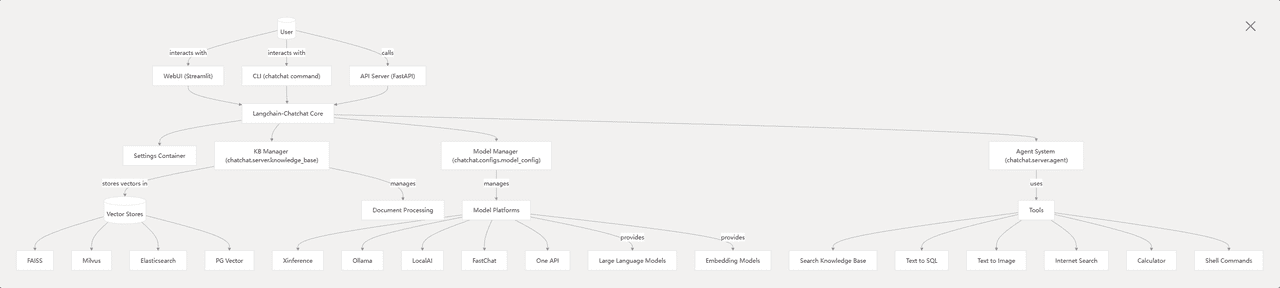 User
interacts with
interacts with
calls
WebUI (Streamlit)
CLI (chatchat command)
API Server (FastAPI)
Langchain-Chatchat Core
Settings Container
KB Manager
(chatchat.server.knowledge_base)
Model Manager
(chatchat.configs.model_config)
Agent System
(chatchat.server.agent)
stores vectors in
manages
manages
uses
Vector Stores
Document Processing
Model Platforms
Tools
provides
provides
FAISS
Milvus
Elasticsearch
PG Vector
Xinference
Ollama
LocalAI
FastChat
One API
Large Language Models
Embedding Models
Search Knowledge Base
Text to SQL
Text to Image
Internet Search
Calculator
Shell Commands